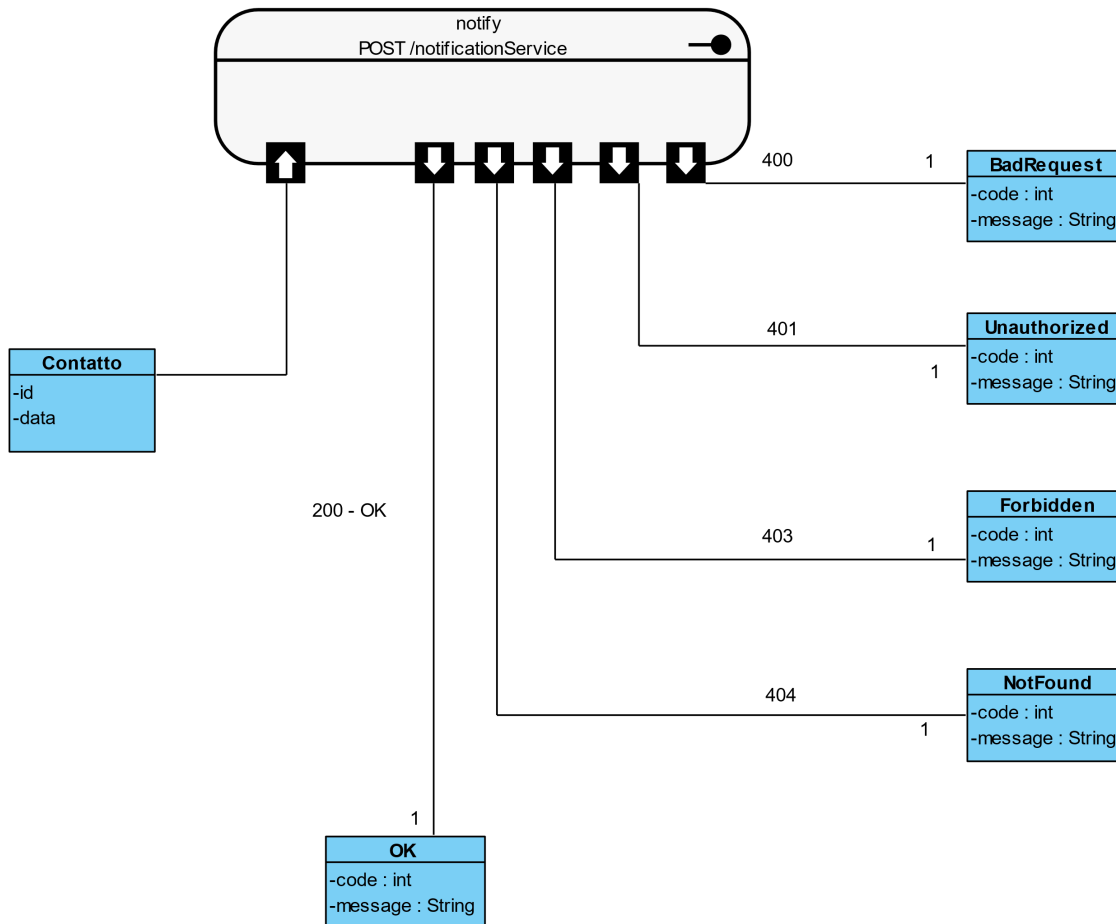 notify
POST /notificationService
400
1
BadRequest
-code : int
-message : String
401
1
Unauthorized
-code : int
-message : String
Contatto
-id
-data
200 - OK
403
1
Forbidden
-code : int
-message : String
404
1
NotFound
-code : int
-message : String
1
OK
-code : int
-message : String